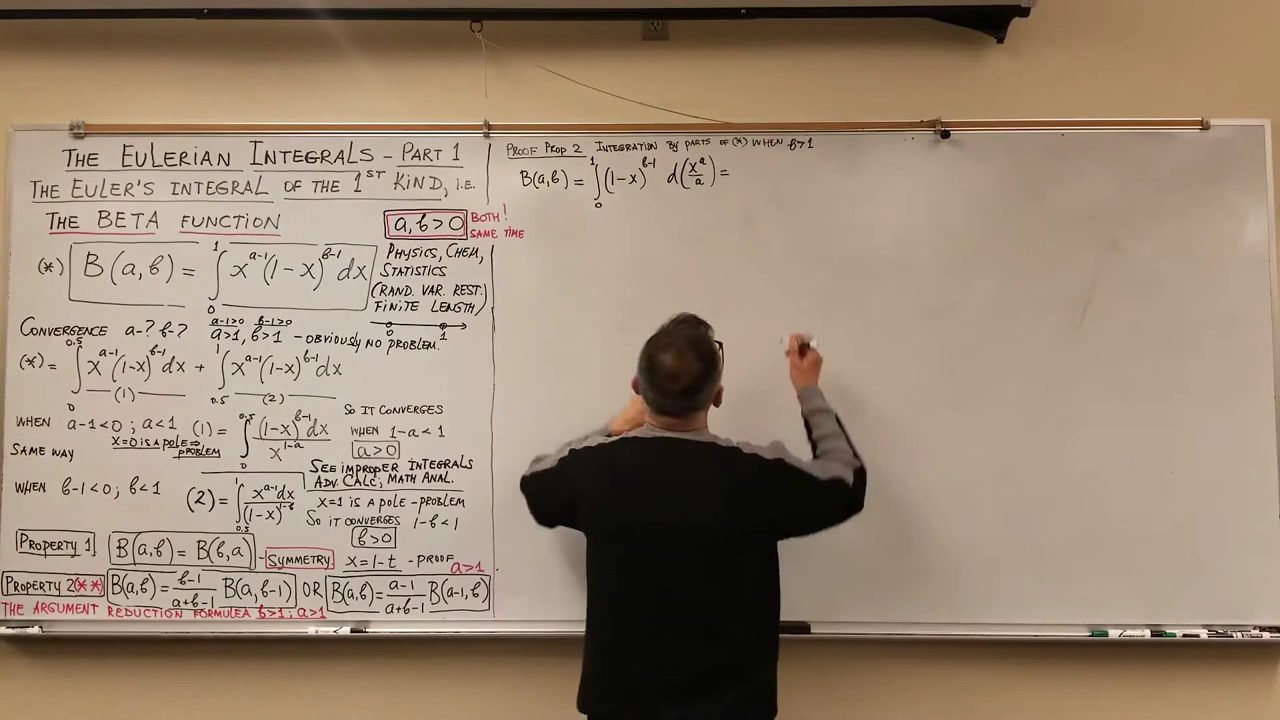 THE EULERIAN INTEGRALS - PART 1
THE EULER'S INTEGRAL OF THE 1ST KIND, i.e.
THE BETA FUNCTION
a, b > 0 BOTH! SAME TIME
(*) B(a,b) = ∫₀¹ x^(a-1) (1-x)^(b-1) dx
PHYSICS, CHEM,
STATISTICS
(RAND. VAR. REST.
FINITE LENGTH)
0 1
CONVERGENCE a-? b-? a-1>0 b-1>0
a>1, b>1 - OBVIOUSLY NO PROBLEM.
(*) = ∫₀^0.5 x^(a-1) (1-x)^(b-1) dx + ∫_0.5^1 x^(a-1) (1-x)^(b-1) dx
(1) (2)
WHEN a-1<0; a<1 (1) = ∫₀^0.5 (1-x)^(b-1) dx / x^(1-a)
X=0 IS A POLE ⇒ PROBLEM
SO IT CONVERGES
WHEN 1-a<1
a>0
SAME WAY
SEE IMPROPER INTEGRALS
ADV. CALC; MATH ANAL.
WHEN b-1<0; b<1 (2) = ∫_0.5^1 x^(a-1) dx / (1-x)^(1-b)
X=1 IS A POLE - PROBLEM
SO IT CONVERGES 1-b<1
b>0
PROPERTY 1 B(a,b) = B(b,a) - SYMMETRY X=1-t - PROOF
a>1
PROPERTY 2(**) B(a,b) = (b-1)/(a+b-1) B(a,b-1) OR B(a,b) = (a-1)/(a+b-1) B(a-1,b)
THE ARGUMENT REDUCTION FORMULEA b>1; a>1
PROOF PROP 2 INTEGRATION BY PARTS OF (*) WHEN b>1
B(a,b) = ∫₀¹ (1-x)^(b-1) d(x^a/a) =